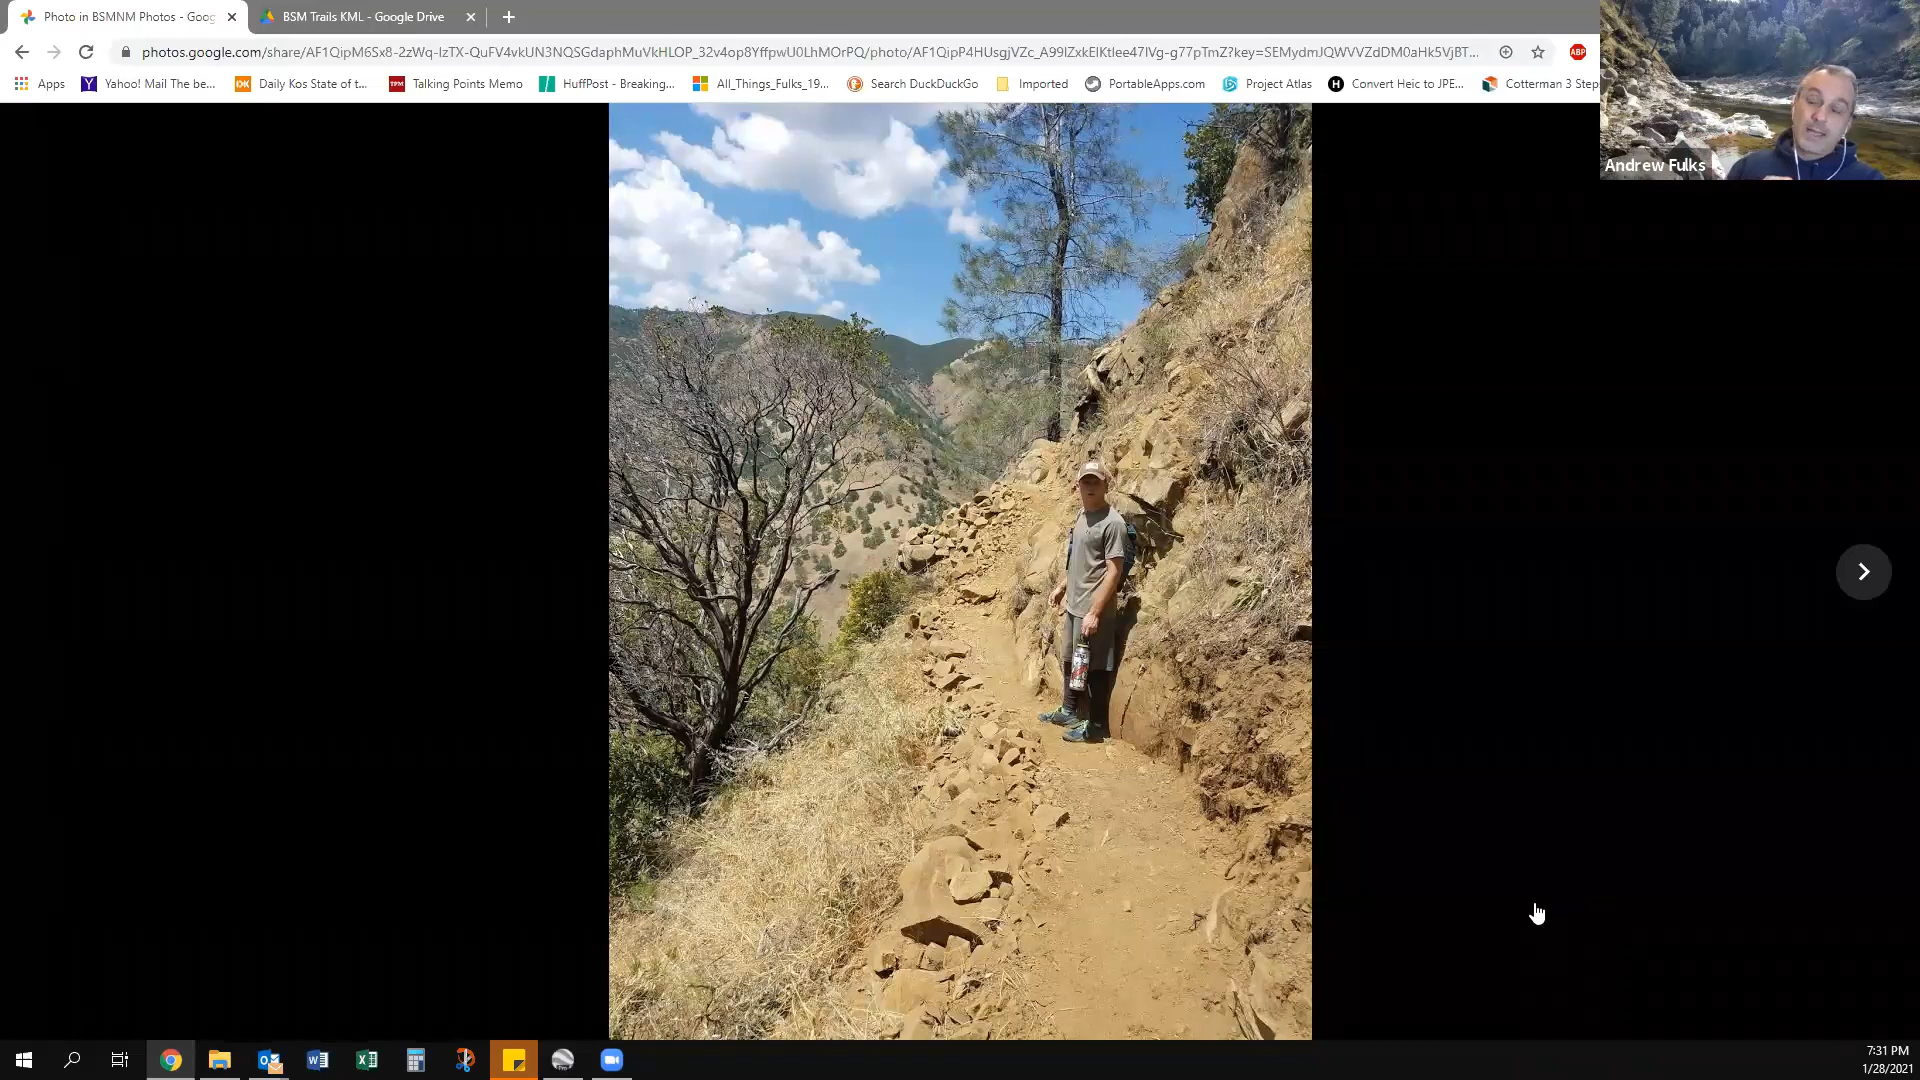 Photo in BSMNM Photos - Goog
BSM Trails KML - Google Drive
photos.google.com/share/AF1QipM6Sx8-2zWq-IzTX-QuFV4vkUN3NQSGdaphMuVkHLOP_32v4op8YffpwU0LhMOrPQ/photo/AF1QipP4HUsgjVZc_A99IZxkElKtlee47IVg-g77pTmZ?key=SEMydmJQWVVZdDM0aHk5VjBT...
ABP
Apps
Yahoo! Mail The be...
DK
Daily Kos State of t...
TPM
Talking Points Memo
HuffPost - Breaking...
All_Things_Fulks_19...
Search DuckDuckGo
Imported
PortableApps.com
Project Atlas
H
Convert Heic to JPE...
Cotterman 3 Step
Andrew Fulks
7:31 PM
1/28/2021